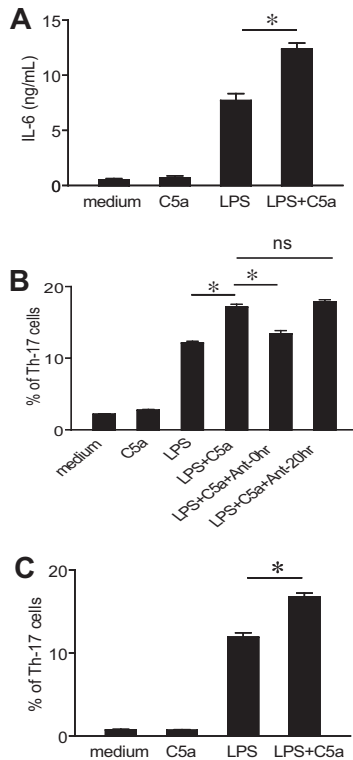 A
IL-6 (ng/mL)
15
10
5
0
*
medium C5a LPS LPS+C5a
B
% of Th-17 cells
20
10
0
ns
* *
medium
C5a
LPS
LPS+C5a
LPS+C5a+Ant-0hr
LPS+C5a+Ant-20hr
C
% of Th-17 cells
20
10
0
*
medium C5a LPS LPS+C5a